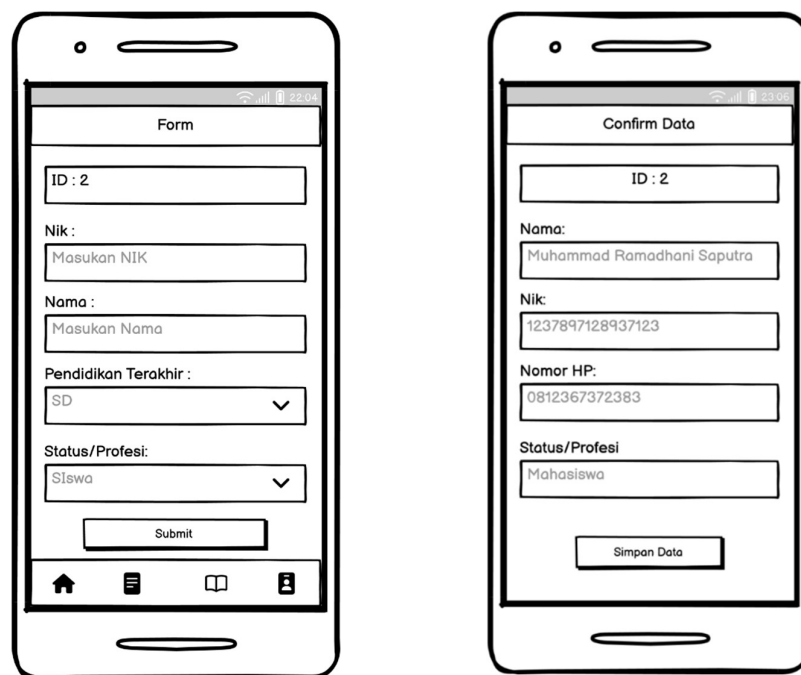 22:04
Form
ID : 2
Nik :
Masukan NIK
Nama :
Masukan Nama
Pendidikan Terakhir :
SD
Status/Profesi:
SIswa
Submit
23:06
Confirm Data
ID : 2
Nama:
Muhammad Ramadhani Saputra
Nik:
1237897128937123
Nomor HP:
0812367372383
Status/Profesi
Mahasiswa
Simpan Data